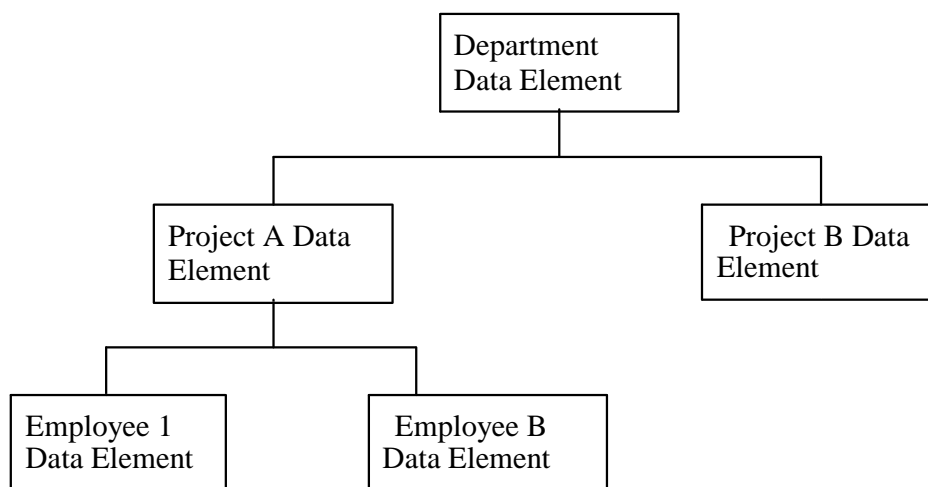 Department
Data Element
Project A Data
Element
Project B Data
Element
Employee 1
Data Element
Employee B
Data Element